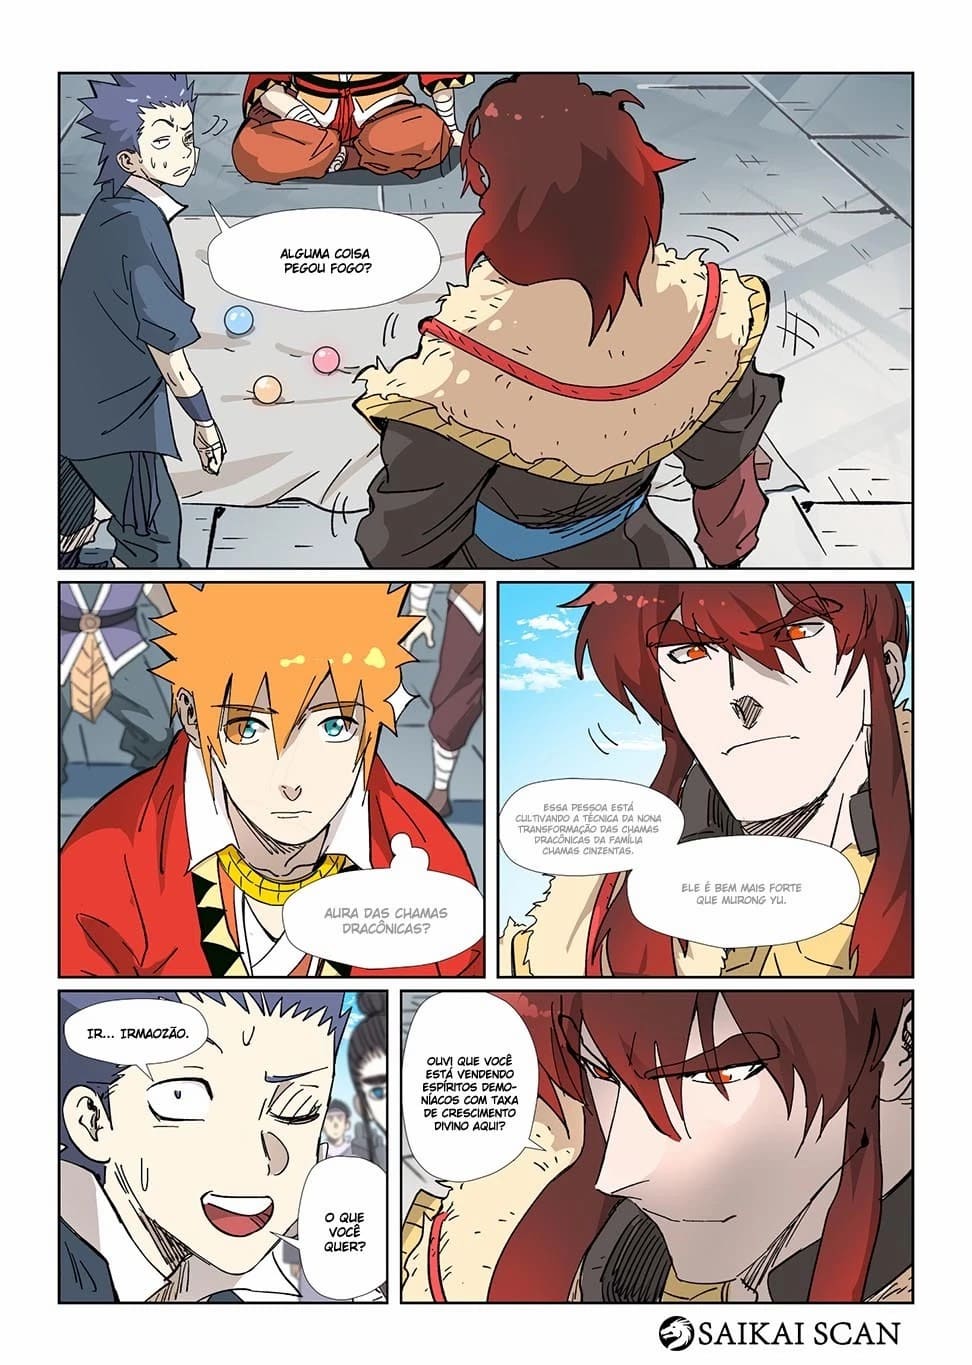 ALGUMA COISA
PEGOU FOGO?
AURA DAS CHAMAS
DRACÔNICAS?
ESSA PESSOA ESTÁ
CULTIVANDO A TÉCNICA DA NONA
TRANSFORMAÇÃO DAS CHAMAS
DRACÔNICAS DA FAMÍLIA
CHAMAS CINZENTAS.
ELE É BEM MAIS FORTE
QUE MURONG YU.
IR... IRMAOZÃO.
O QUE
VOCÊ
QUER?
OUVI QUE VOCÊ
ESTÁ VENDENDO
ESPÍRITOS DEMO-
NÍACOS COM TAXA
DE CRESCIMENTO
DIVINO AQUI?
SAIKAI SCAN